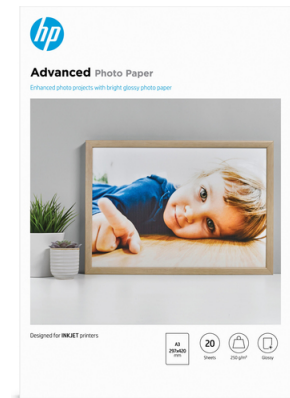 hp
Advanced Photo Paper
Enhanced photo projects with bright glossy photo paper
Designed for INKJET printers
A3
297x420
mm
20
Sheets
250 g/m²
Glossy